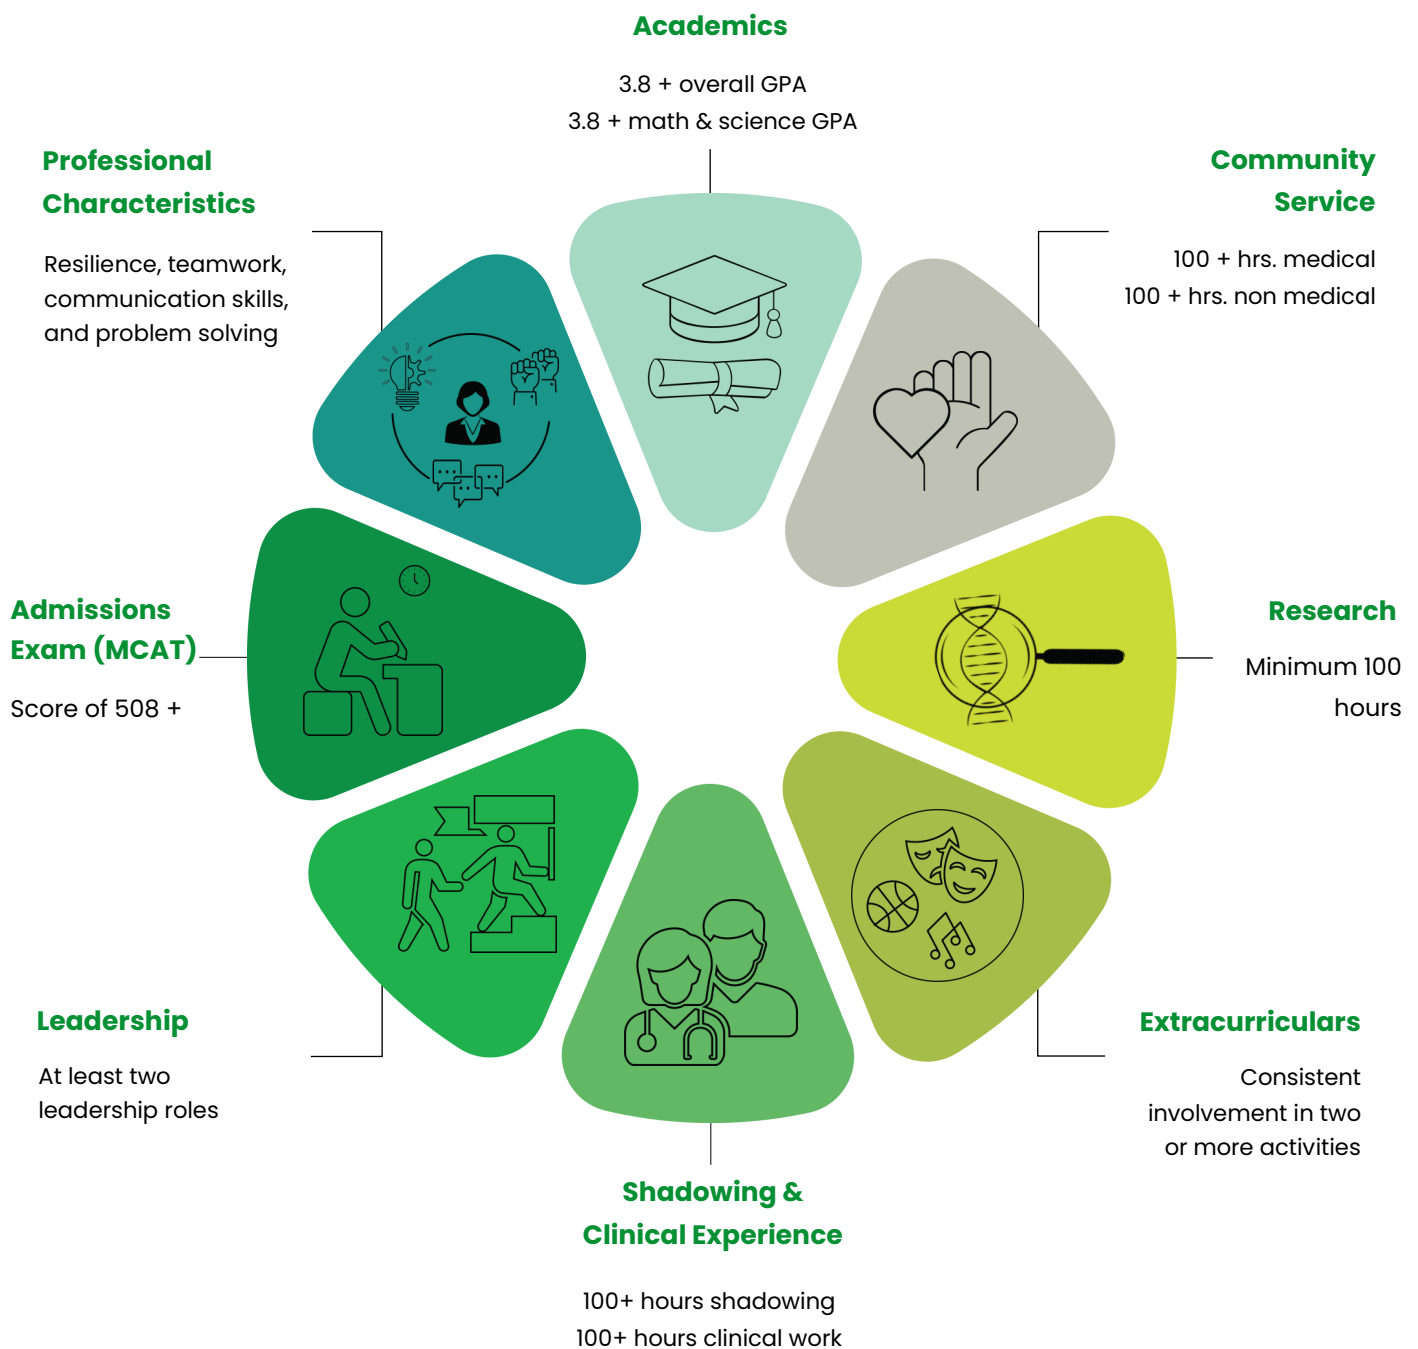 Academics
3.8 + overall GPA
3.8 + math & science GPA
Professional
Characteristics
Resilience, teamwork,
communication skills,
and problem solving
Community
Service
100 + hrs. medical
100 + hrs. non medical
Admissions
Exam (MCAT)
Score of 508 +
Research
Minimum 100
hours
Leadership
At least two
leadership roles
Extracurriculars
Consistent
involvement in two
or more activities
Shadowing &
Clinical Experience
100+ hours shadowing
100+ hours clinical work